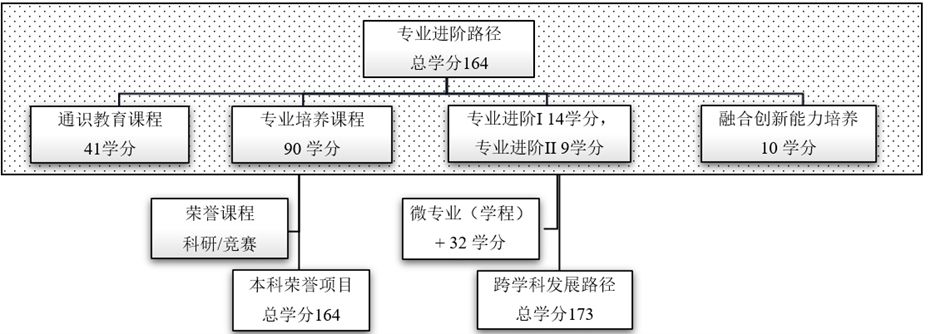 专业进阶路径
总学分164
通识教育课程
41学分
专业培养课程
90 学分
专业进阶I 14学分，
专业进阶II 9学分
融合创新能力培养
10 学分
荣誉课程
科研/竞赛
微专业（学程）
+ 32 学分
本科荣誉项目
总学分164
跨学科发展路径
总学分173